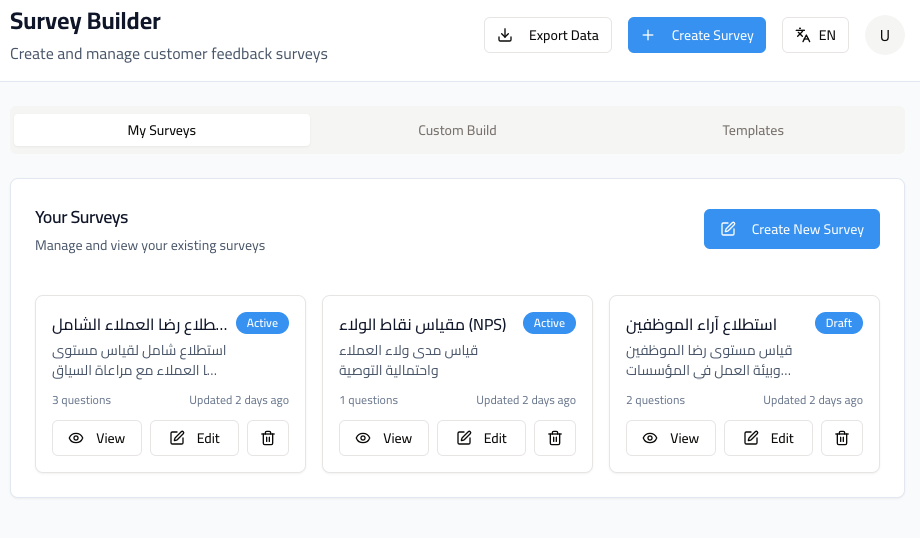 Survey Builder
Create and manage customer feedback surveys
Export Data
Create Survey
EN
U
My Surveys
Custom Build
Templates
Your Surveys
Manage and view your existing surveys
Create New Survey
...طلاع رضا العملاء الشامل
Active
استطلاع شامل لقياس مستوى
...ا العملاء مع مراعاة السياق
3 questions
Updated 2 days ago
View
Edit
مقياس نقاط الولاء (NPS)
Active
قياس مدى ولاء العملاء
واحتمالية التوصية
1 questions
Updated 2 days ago
View
Edit
استطلاع آراء الموظفين
Draft
قياس مستوى رضا الموظفين
وبيئة العمل في المؤسسات...
2 questions
Updated 2 days ago
View
Edit